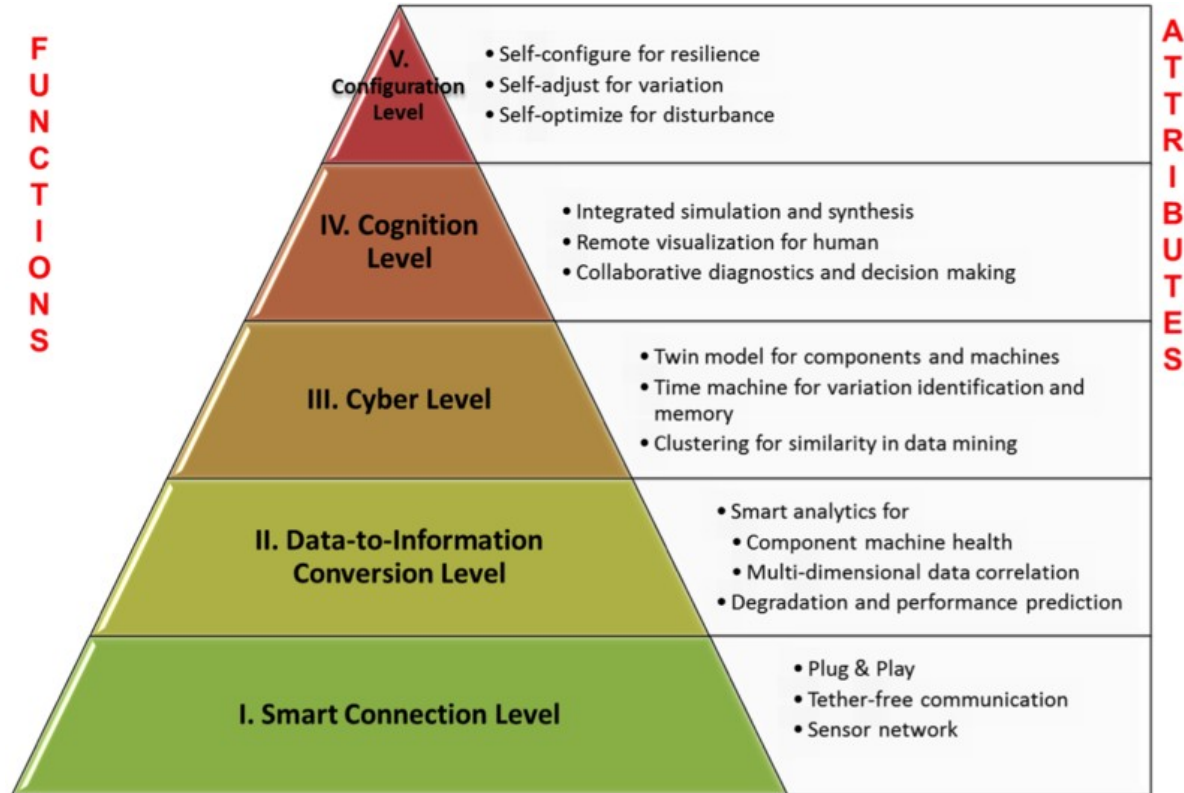 FUNCTIONS
ATTRIBUTES
V.
Configuration
Level
• Self-configure for resilience
• Self-adjust for variation
• Self-optimize for disturbance
IV. Cognition
Level
• Integrated simulation and synthesis
• Remote visualization for human
• Collaborative diagnostics and decision making
III. Cyber Level
• Twin model for components and machines
• Time machine for variation identification and
memory
• Clustering for similarity in data mining
II. Data-to-Information
Conversion Level
• Smart analytics for
• Component machine health
• Multi-dimensional data correlation
• Degradation and performance prediction
I. Smart Connection Level
• Plug & Play
• Tether-free communication
• Sensor network